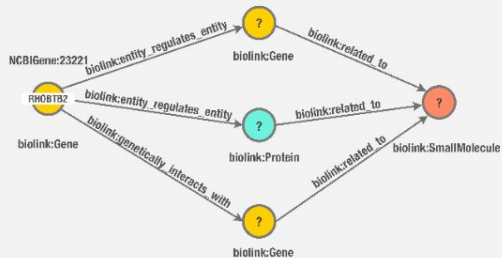 ?
biolink:Gene
biolink:entity_regulates_entity
biolink:related_to
NCBIGene:23221
RHOBTB2
biolink:Gene
biolink:entity_regulates_entity
?
biolink:Protein
biolink:related_to
?
biolink:SmallMolecule
biolink:genetically_interacts_with
biolink:related_to
?
biolink:Gene